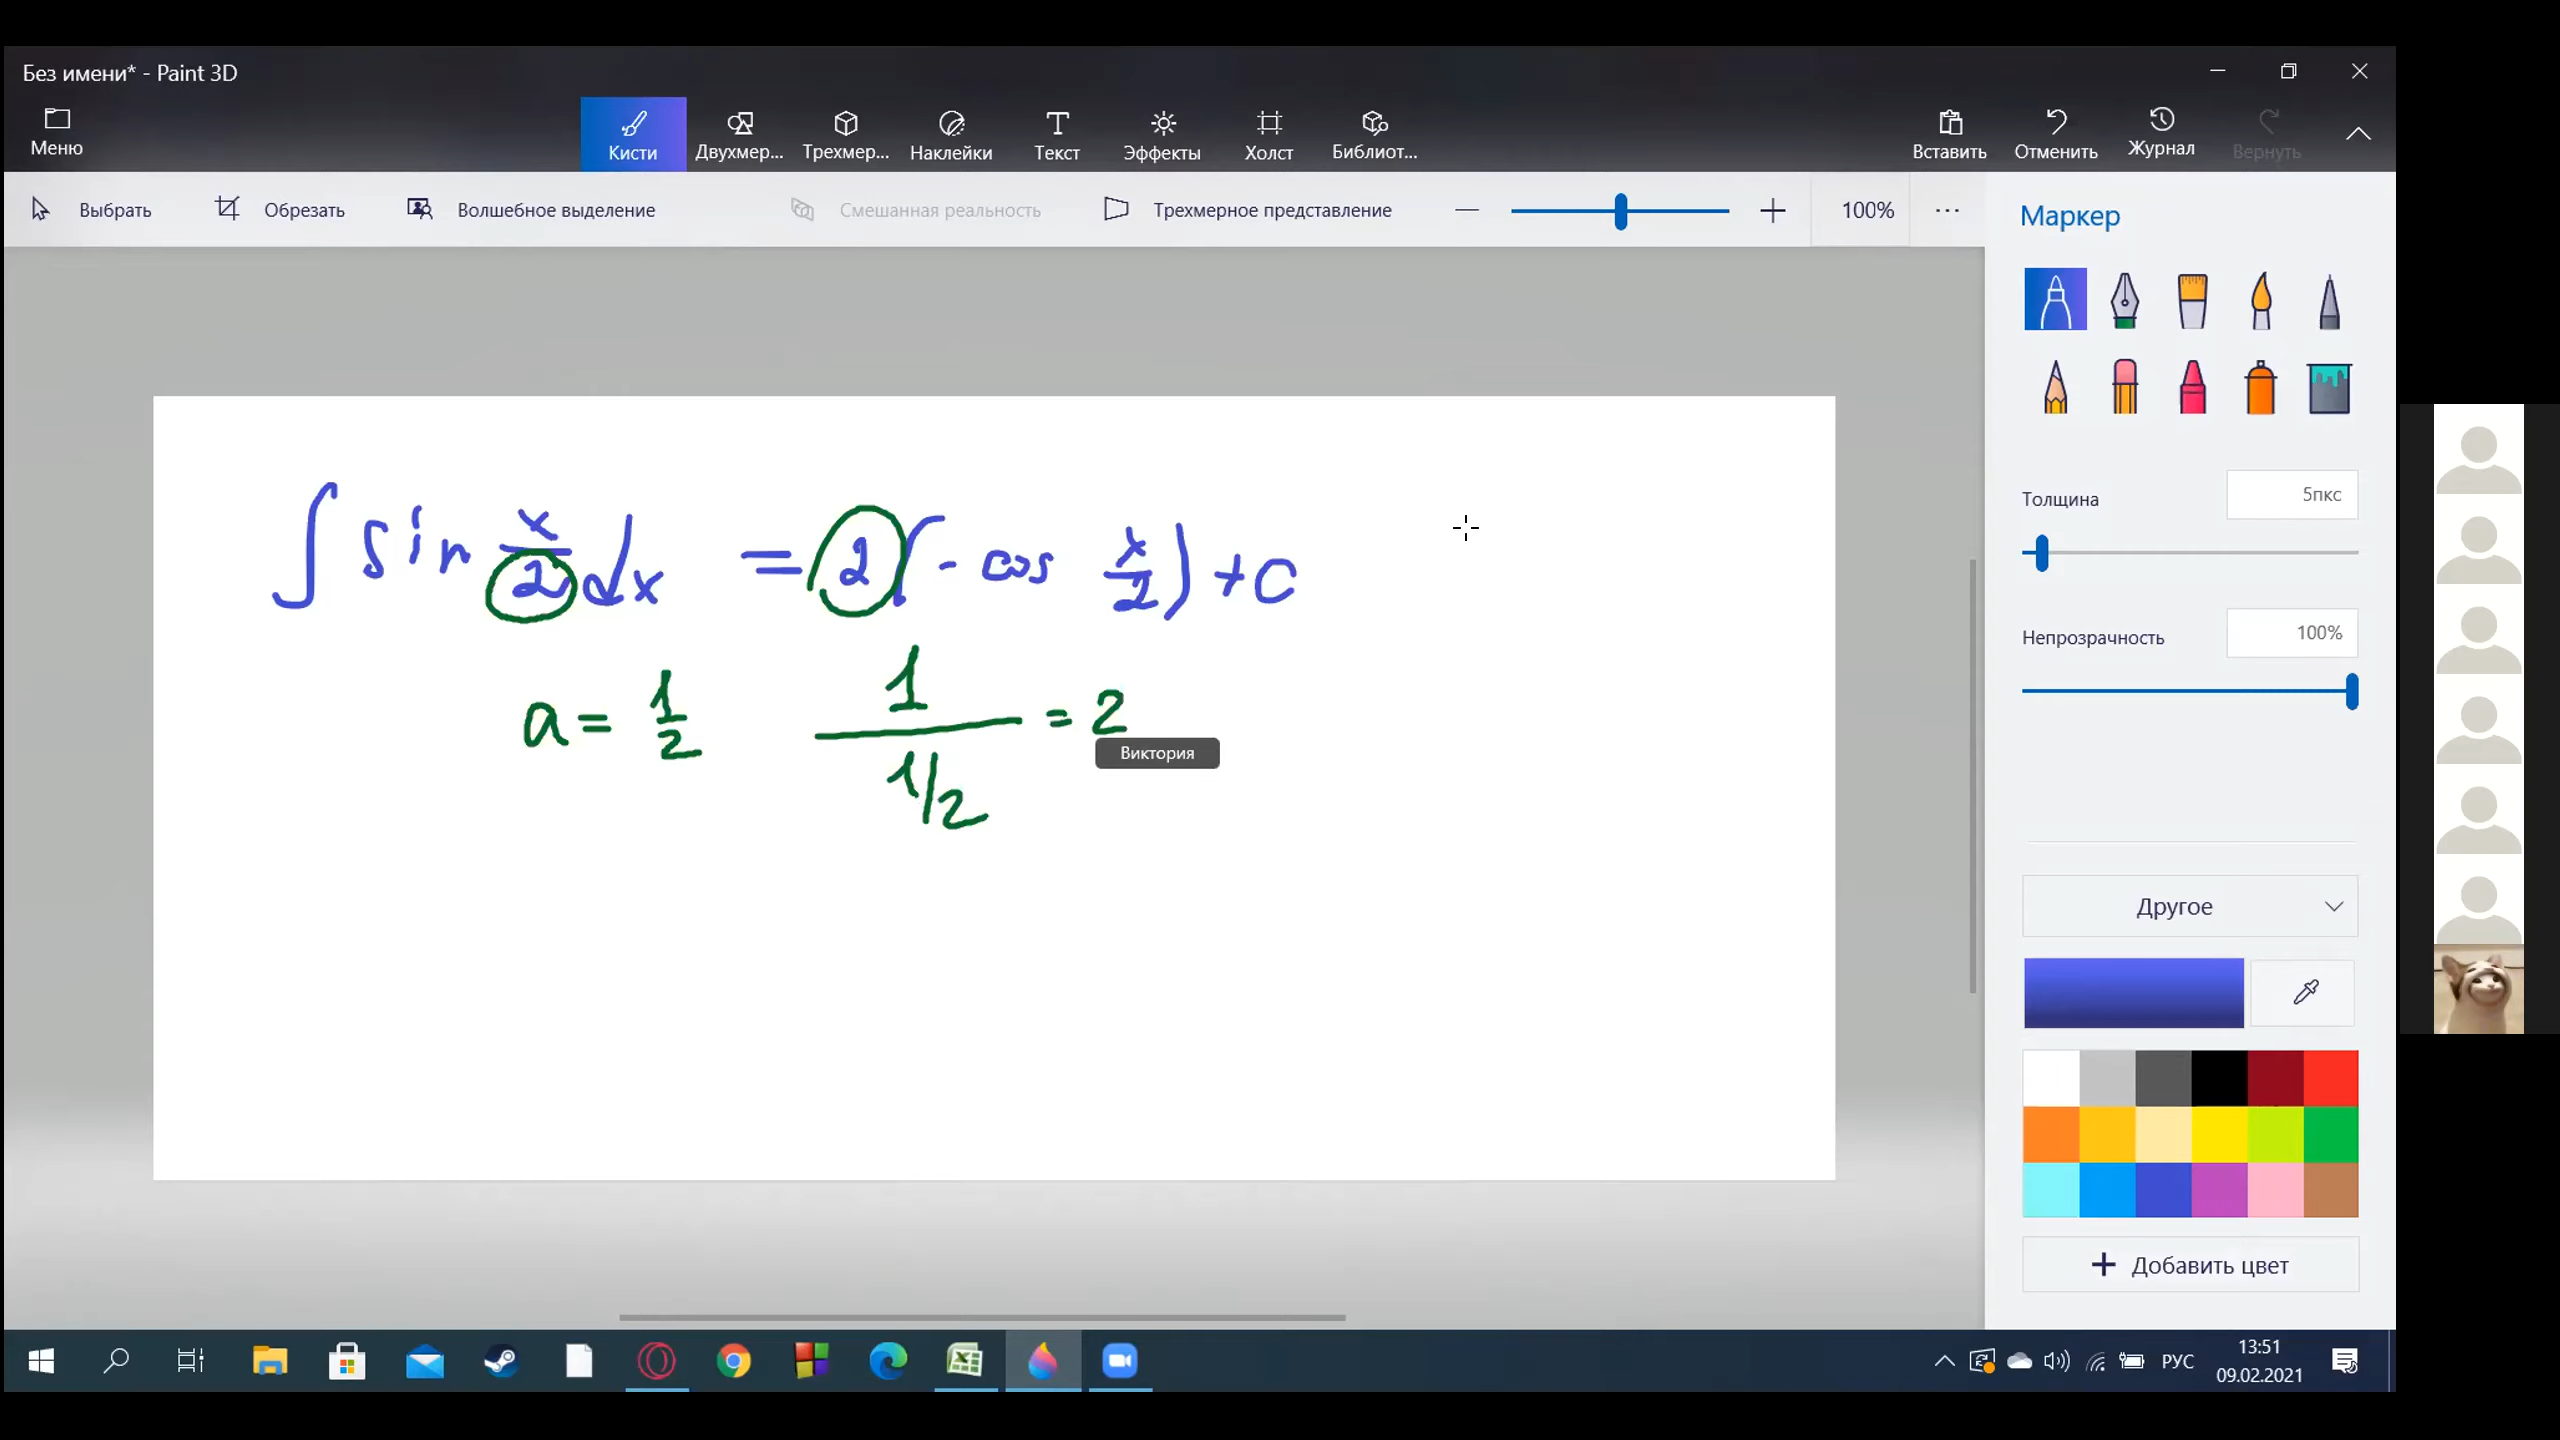 Без имени* - Paint 3D
Меню
Кисти
Двухмер...
Трехмер...
Наклейки
Текст
Эффекты
Холст
Библиот...
Вставить
Отменить
Журнал
Вернуть
Выбрать
Обрезать
Волшебное выделение
Смешанная реальность
Трехмерное представление
100%
Маркер
Толщина
5пкс
Непрозрачность
100%
Другое
Добавить цвет
∫ sin x/2 dx = 2(- cos x/2) + C
a = 1/2
1/(1/2) = 2
Виктория
РУС
13:51
09.02.2021